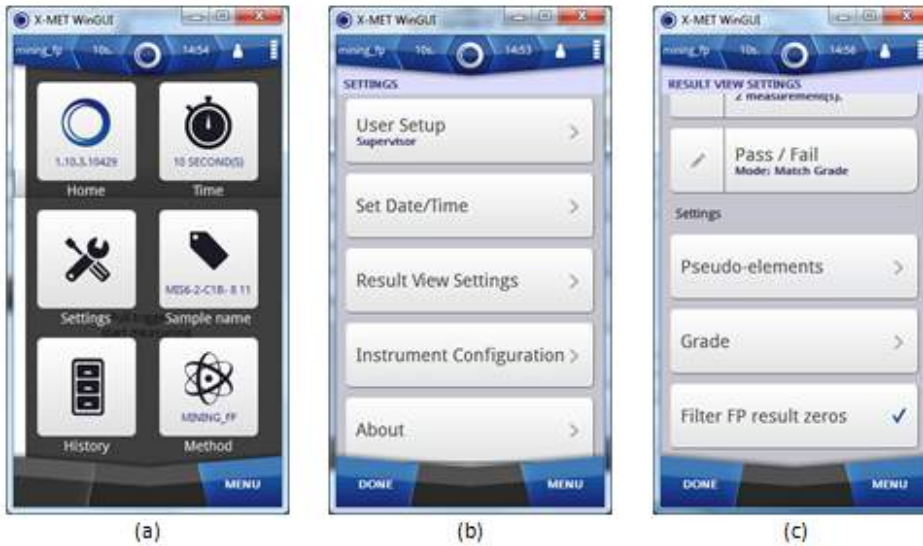 X-MET WinGUI
mining_fp 10s. 14:54
1.10.3.10429
Home
10 SECOND(S)
Time
Settings
MIS6-2-C1B- 8 11
Sample name
History
MINING_FP
Method
MENU
(a)
X-MET WinGUI
mining_fp 10s. 14:53
SETTINGS
User Setup
Supervisor
Set Date/Time
Result View Settings
Instrument Configuration
About
DONE
MENU
(b)
X-MET WinGUI
mining_fp 10s. 14:56
RESULT VIEW SETTINGS
2 measurement(s).
Pass / Fail
Mode: Match Grade
Settings
Pseudo-elements
Grade
Filter FP result zeros
DONE
MENU
(c)